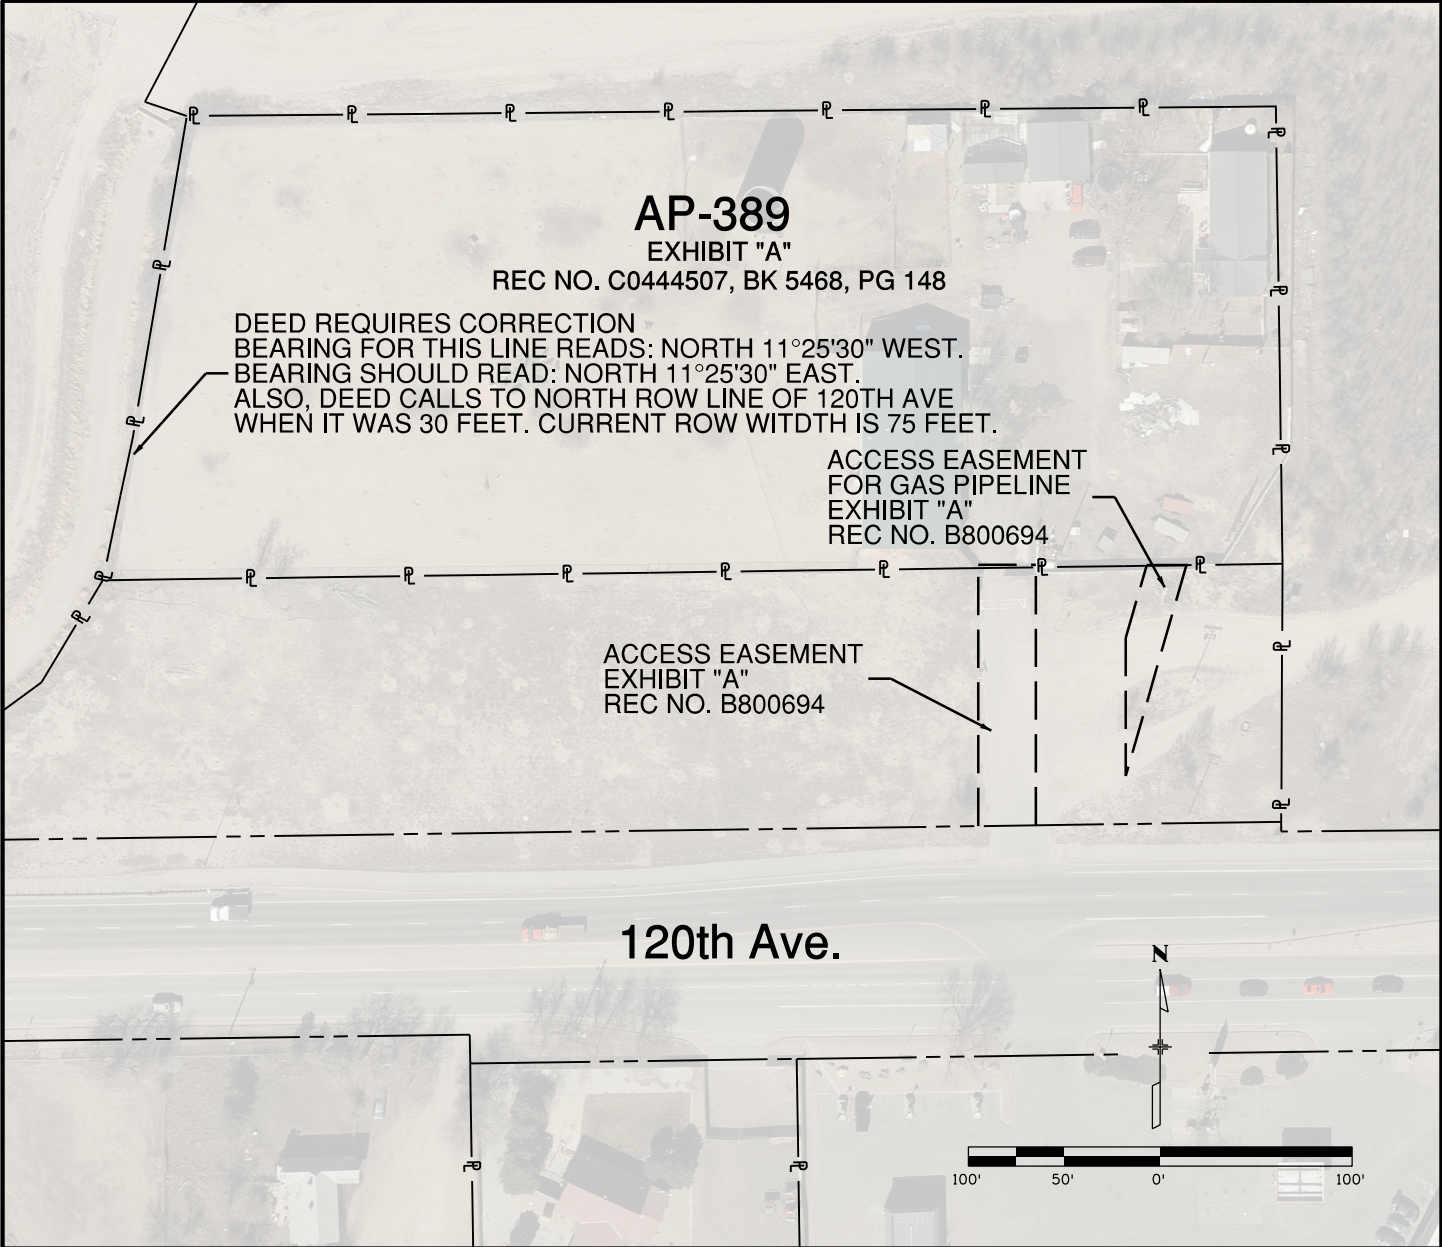 AP-389
EXHIBIT "A"
REC NO. C0444507, BK 5468, PG 148
DEED REQUIRES CORRECTION
BEARING FOR THIS LINE READS: NORTH 11°25'30" WEST.
BEARING SHOULD READ: NORTH 11°25'30" EAST.
ALSO, DEED CALLS TO NORTH ROW LINE OF 120TH AVE
WHEN IT WAS 30 FEET. CURRENT ROW WITDTH IS 75 FEET.
ACCESS EASEMENT
FOR GAS PIPELINE
EXHIBIT "A"
REC NO. B800694
ACCESS EASEMENT
EXHIBIT "A"
REC NO. B800694
120th Ave.
N
100' 50' 0' 100'